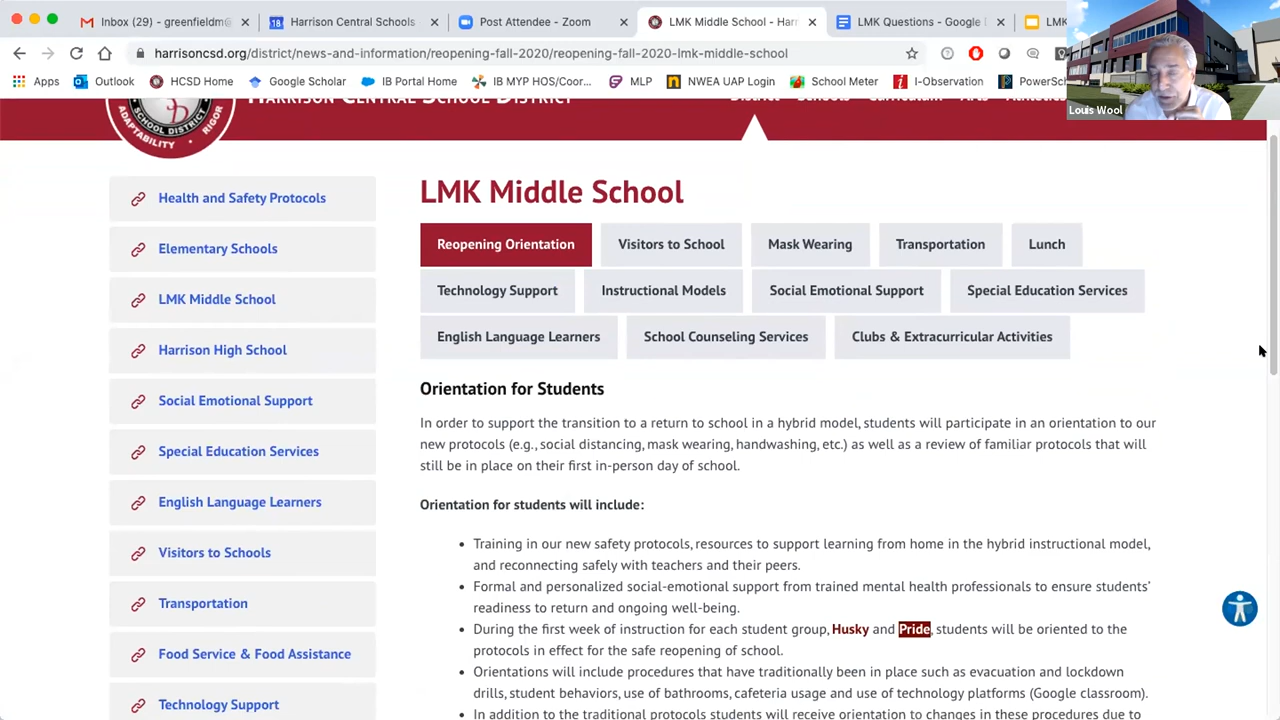 Inbox (29) - greenfieldm@
Harrison Central Schools
Post Attendee - Zoom
LMK Middle School - Harr
LMK Questions - Google
LMK
harrisoncsd.org/district/news-and-information/reopening-fall-2020/reopening-fall-2020-lmk-middle-school
Apps Outlook HCSD Home Google Scholar IB Portal Home IB MYP HOS/Coor... MLP NWEA UAP Login School Meter I-Observation PowerSc
Louis Wool
HARRISON CENTRAL SCHOOL DISTRICT
District Schools Curriculum Arts Athletics
SCHOOL DISTRICT
ADAPTABILITY • RIGOR
Health and Safety Protocols
Elementary Schools
LMK Middle School
Harrison High School
Social Emotional Support
Special Education Services
English Language Learners
Visitors to Schools
Transportation
Food Service & Food Assistance
Technology Support
LMK Middle School
Reopening Orientation Visitors to School Mask Wearing Transportation Lunch
Technology Support Instructional Models Social Emotional Support Special Education Services
English Language Learners School Counseling Services Clubs & Extracurricular Activities
Orientation for Students
In order to support the transition to a return to school in a hybrid model, students will participate in an orientation to our
new protocols (e.g., social distancing, mask wearing, handwashing, etc.) as well as a review of familiar protocols that will
still be in place on their first in-person day of school.
Orientation for students will include:
• Training in our new safety protocols, resources to support learning from home in the hybrid instructional model,
and reconnecting safely with teachers and their peers.
• Formal and personalized social-emotional support from trained mental health professionals to ensure students’
readiness to return and ongoing well-being.
• During the first week of instruction for each student group, Husky and Pride, students will be oriented to the
protocols in effect for the safe reopening of school.
• Orientations will include procedures that have traditionally been in place such as evacuation and lockdown
drills, student behaviors, use of bathrooms, cafeteria usage and use of technology platforms (Google classroom).
• In addition to the traditional protocols students will receive orientation to changes in these procedures due to